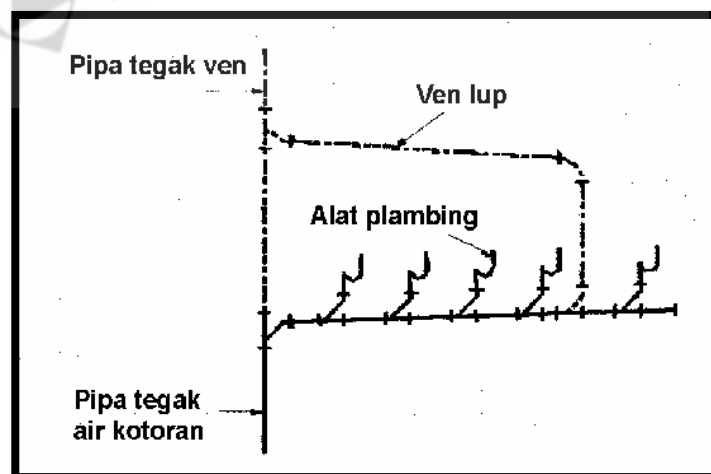 Pipa tegak ven
Ven lup
Alat plambing
Pipa tegak
air kotoran